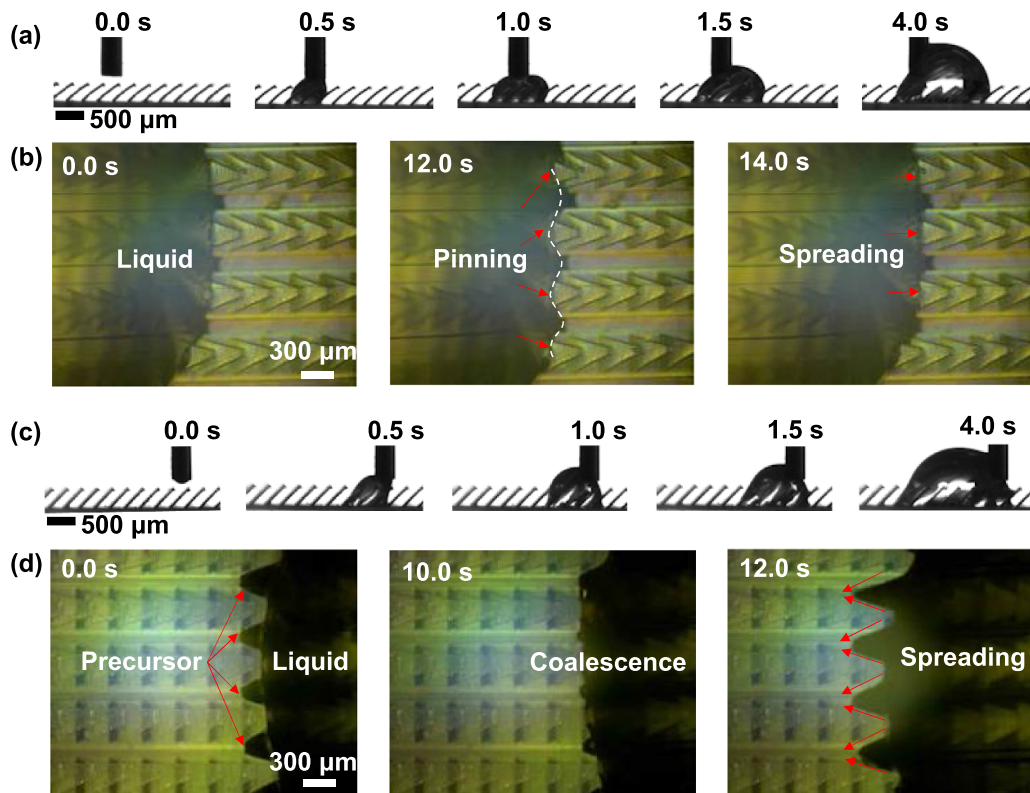 (a)
0.0 s
0.5 s
1.0 s
1.5 s
4.0 s
500 µm
(b)
0.0 s
12.0 s
14.0 s
Liquid
Pinning
Spreading
300 µm
(c)
0.0 s
0.5 s
1.0 s
1.5 s
4.0 s
500 µm
(d)
0.0 s
10.0 s
12.0 s
Precursor
Liquid
Coalescence
Spreading
300 µm